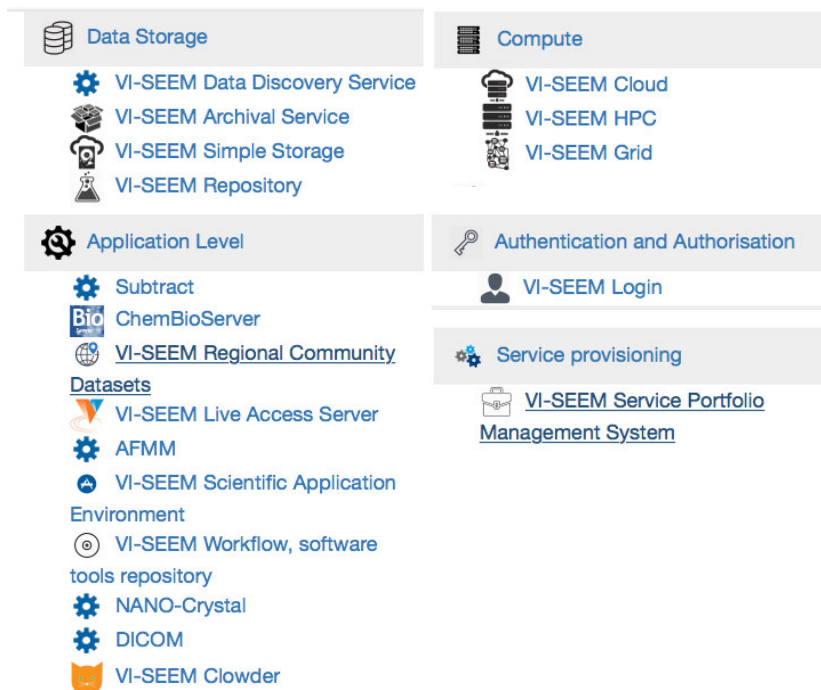 Data Storage
VI-SEEM Data Discovery Service
VI-SEEM Archival Service
VI-SEEM Simple Storage
VI-SEEM Repository
Application Level
Subtract
Bio
ChemBioServer
VI-SEEM Regional Community
Datasets
VI-SEEM Live Access Server
AFMM
VI-SEEM Scientific Application
Environment
VI-SEEM Workflow, software
tools repository
NANO-Crystal
DICOM
VI-SEEM Clowder
Compute
VI-SEEM Cloud
VI-SEEM HPC
VI-SEEM Grid
Authentication and Authorisation
VI-SEEM Login
Service provisioning
VI-SEEM Service Portfolio
Management System